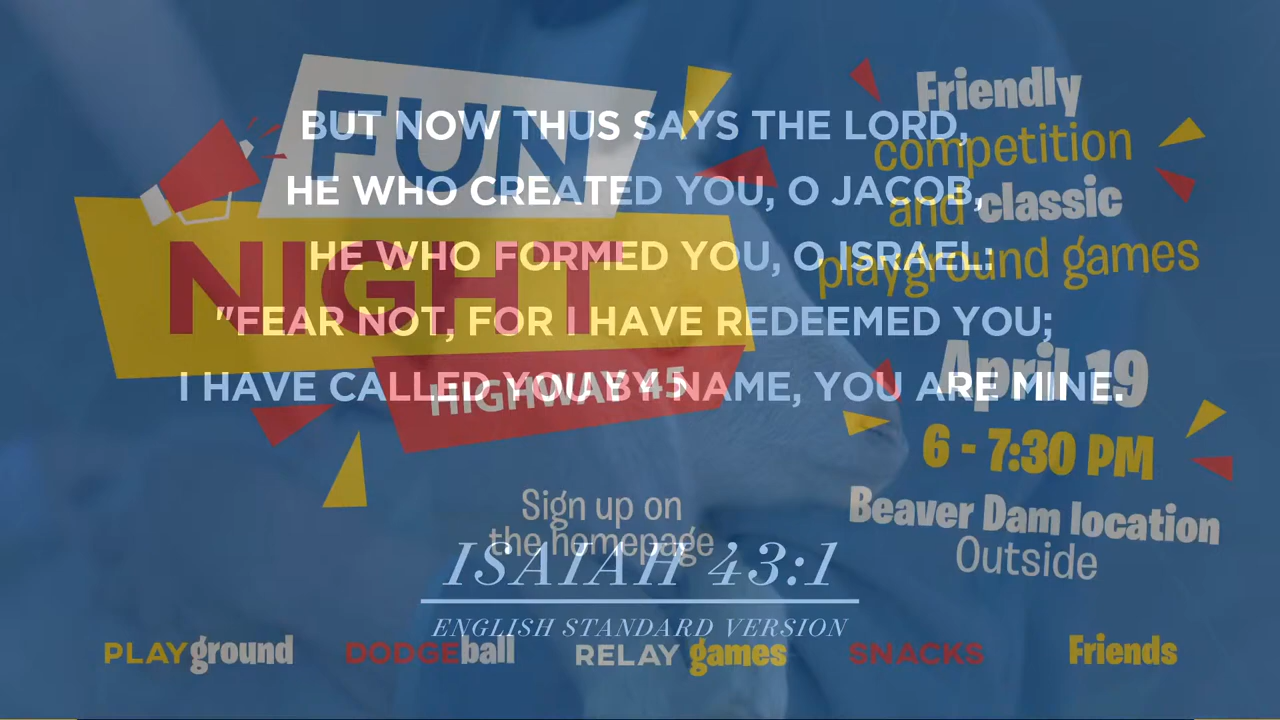 BUT NOW THUS SAYS THE LORD,
HE WHO CREATED YOU, O JACOB,
HE WHO FORMED YOU, O ISRAEL:
"FEAR NOT, FOR I HAVE REDEEMED YOU;
I HAVE CALLED YOU BY NAME, YOU ARE MINE.
ISAIAH 43:1
ENGLISH STANDARD VERSION
FUN
NIGHT
HIGHWAY 45
Sign up on
the homepage
Friendly
competition
and classic
playground games
April 19
6 - 7:30 PM
Beaver Dam location
Outside
PLAYground DODGEball RELAY games SNACKS Friends